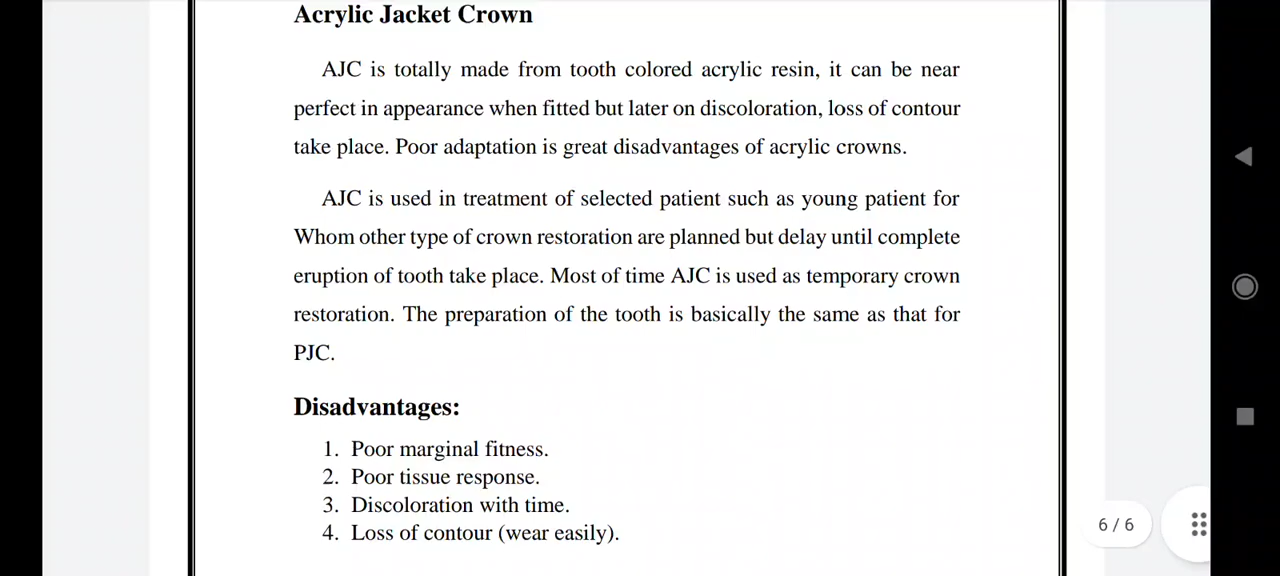 Acrylic Jacket Crown
AJC is totally made from tooth colored acrylic resin, it can be near
perfect in appearance when fitted but later on discoloration, loss of contour
take place. Poor adaptation is great disadvantages of acrylic crowns.
AJC is used in treatment of selected patient such as young patient for
Whom other type of crown restoration are planned but delay until complete
eruption of tooth take place. Most of time AJC is used as temporary crown
restoration. The preparation of the tooth is basically the same as that for
PJC.
Disadvantages:
1. Poor marginal fitness.
2. Poor tissue response.
3. Discoloration with time.
4. Loss of contour (wear easily).
6 / 6